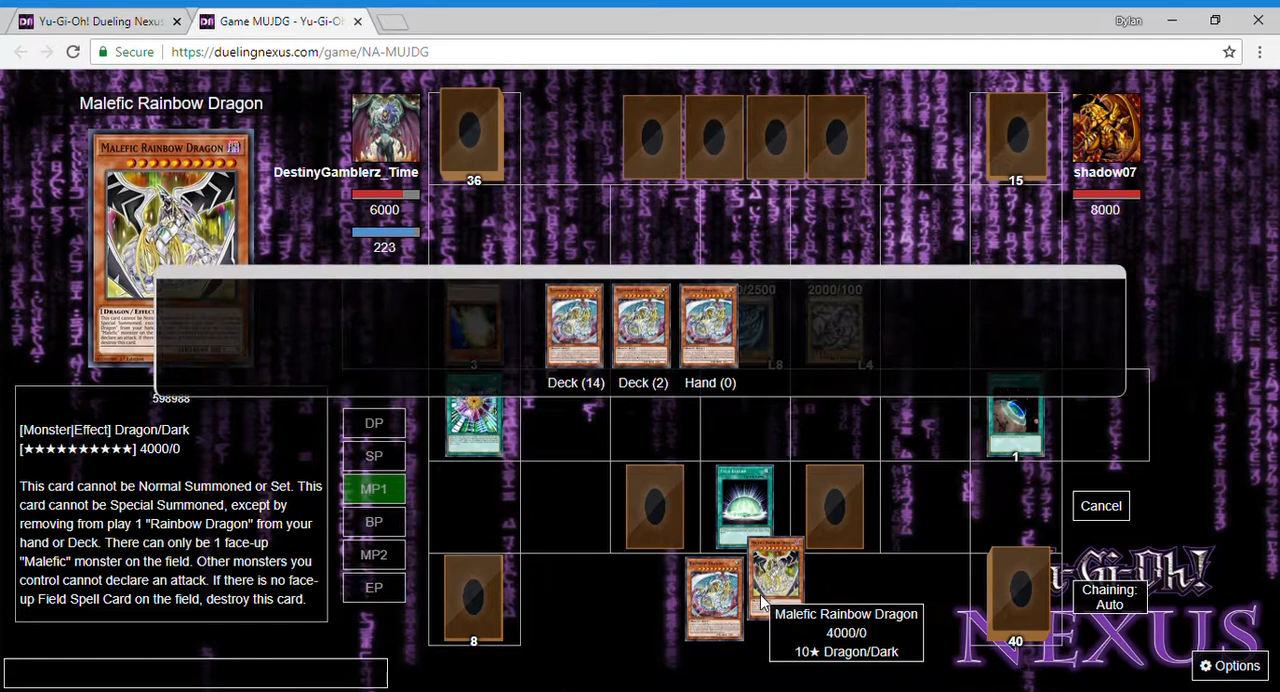 Yu-Gi-Oh! Dueling Nexus
Game MUJDG - Yu-Gi-Oh
Dylan
Secure
https://duelingnexus.com/game/NA-MUJDG
Malefic Rainbow Dragon
MALEFIC RAINBOW DRAGON
DestinyGamblerz_Time
6000
223
36
15
shadow07
8000
/2500
2000/100
3
L8
L4
Deck (14)
Deck (2)
Hand (0)
598988
[Monster|Effect] Dragon/Dark
[★★★★★★★★★★] 4000/0
This card cannot be Normal Summoned or Set. This
card cannot be Special Summoned, except by
removing from play 1 "Rainbow Dragon" from your
hand or Deck. There can only be 1 face-up
"Malefic" monster on the field. Other monsters you
control cannot declare an attack. If there is no face-
up Field Spell Card on the field, destroy this card.
DP
SP
MP1
BP
MP2
EP
1
Cancel
Chaining:
Auto
Malefic Rainbow Dragon
4000/0
10★ Dragon/Dark
8
40
Yu-Gi-Oh!
NEXUS
Options